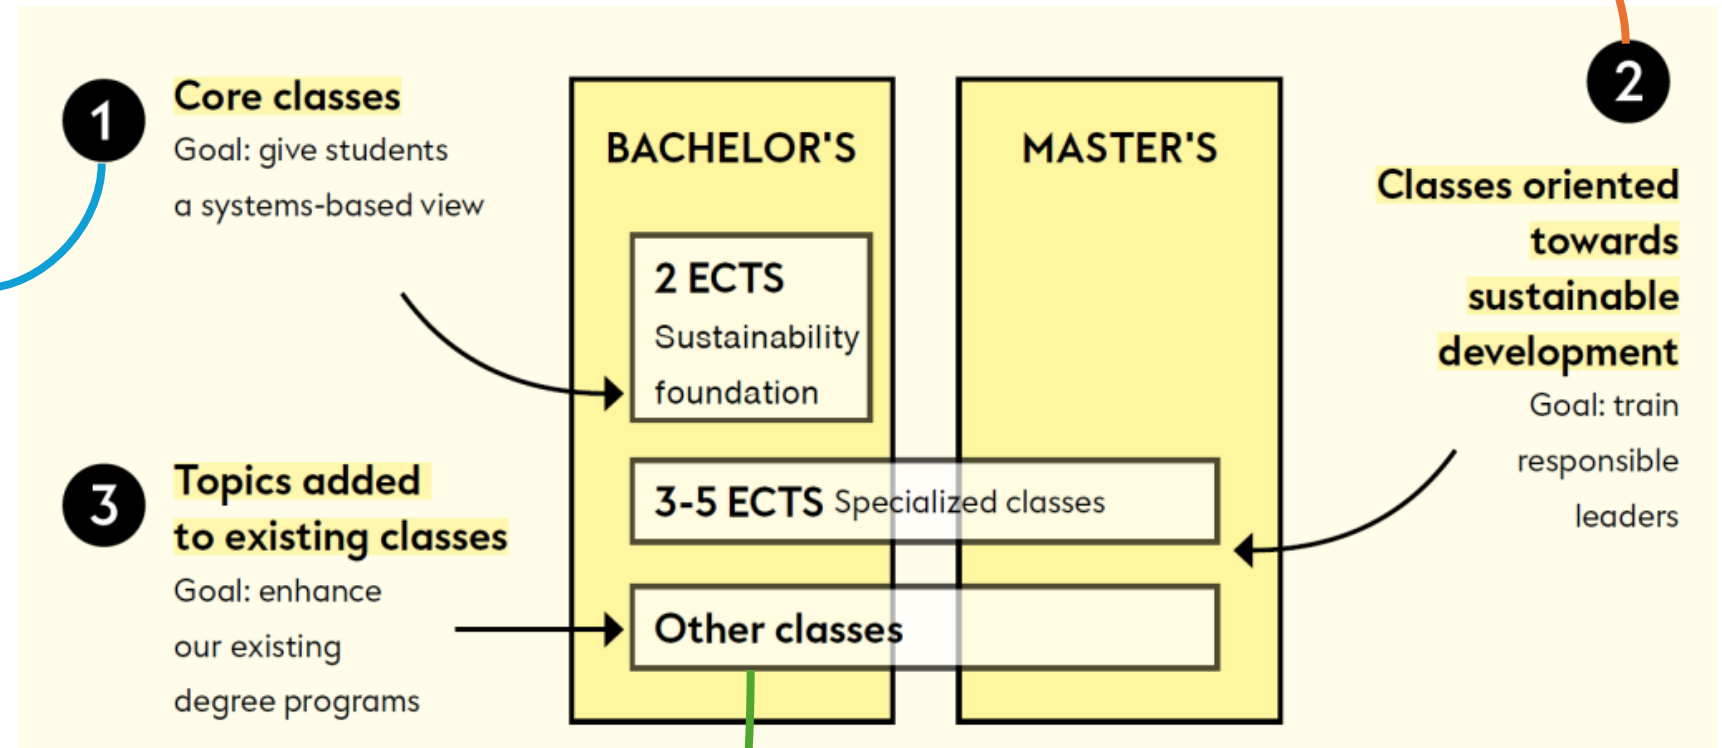 1
Core classes
Goal: give students
a systems-based view
3
Topics added
to existing classes
Goal: enhance
our existing
degree programs
BACHELOR'S
2 ECTS
Sustainability
foundation
3-5 ECTS Specialized classes
Other classes
MASTER'S
2
Classes oriented
towards
sustainable
development
Goal: train
responsible
leaders